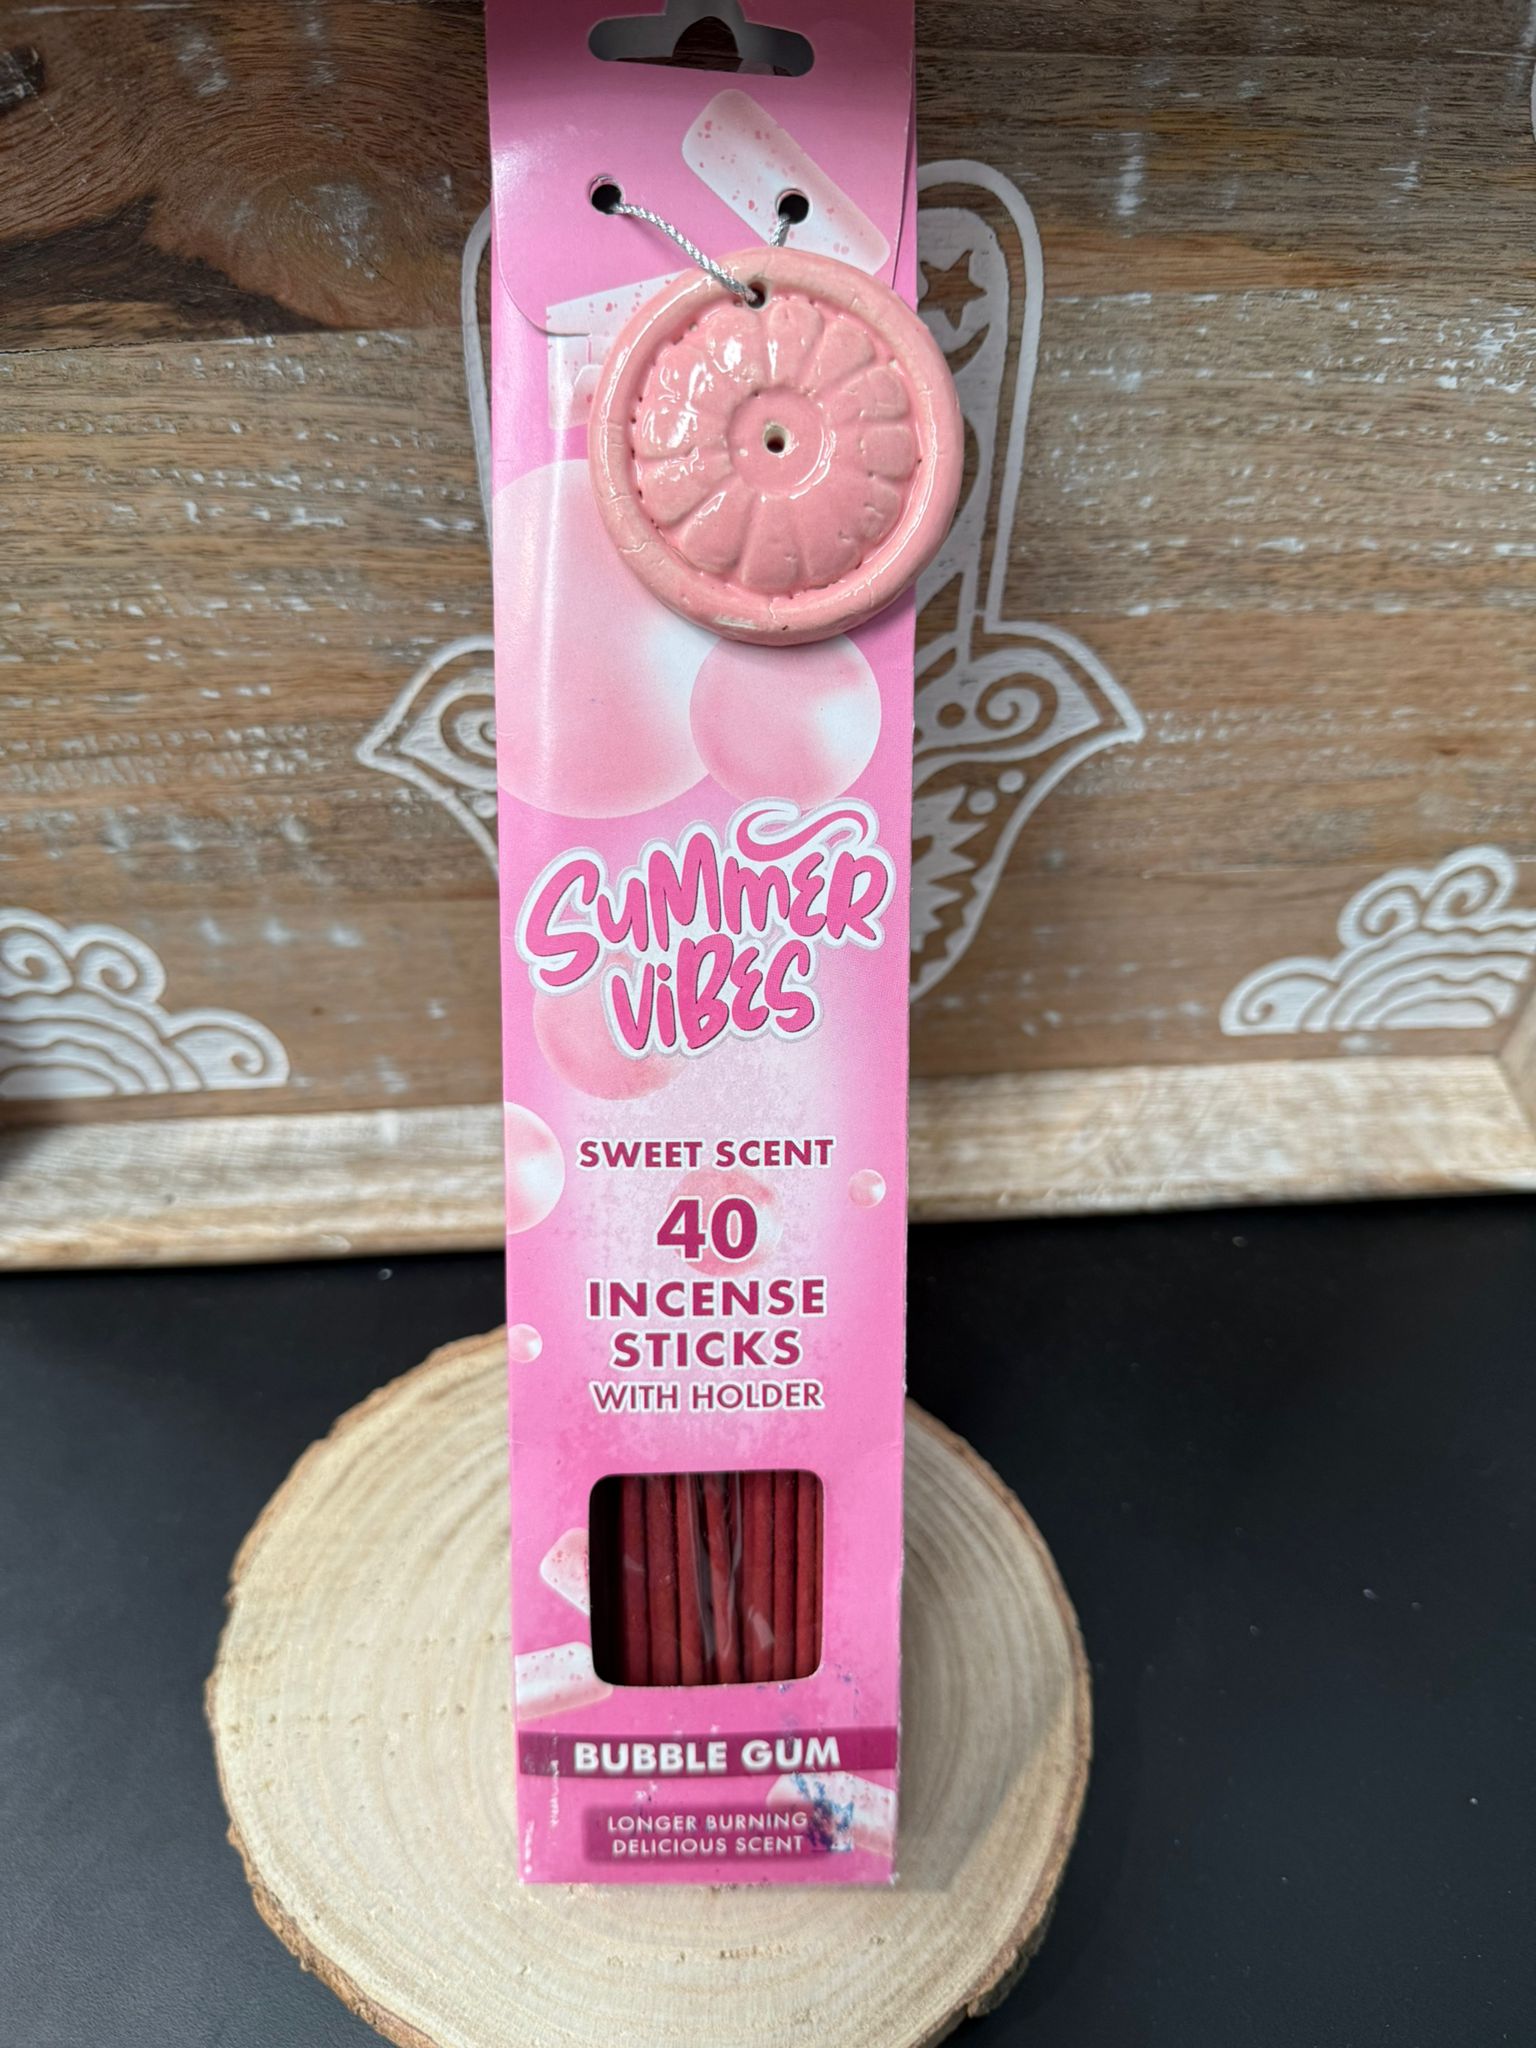 SUMMER
VIBES
SWEET SCENT
40
INCENSE
STICKS
WITH HOLDER
BUBBLE GUM
LONGER BURNING
DELICIOUS SCENT